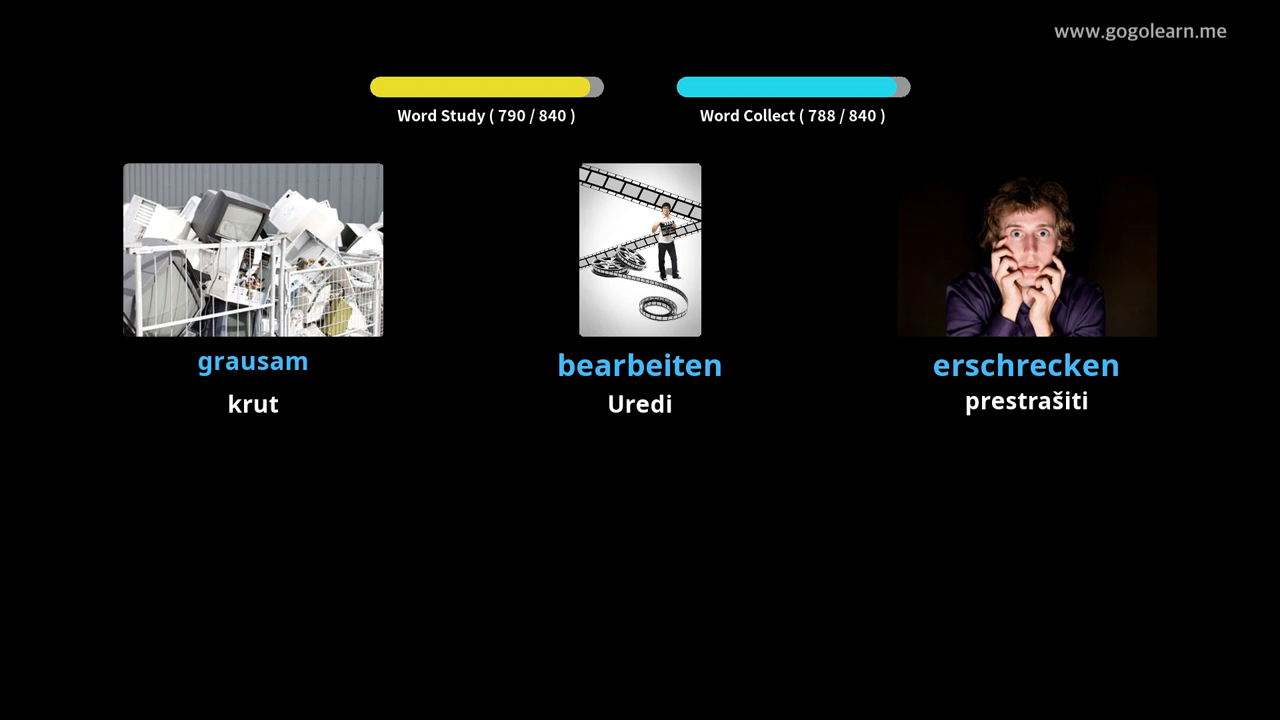 www.gogolearn.me
Word Study ( 790 / 840 )
Word Collect ( 788 / 840 )
grausam
krut
bearbeiten
Uredi
erschrecken
prestrašiti